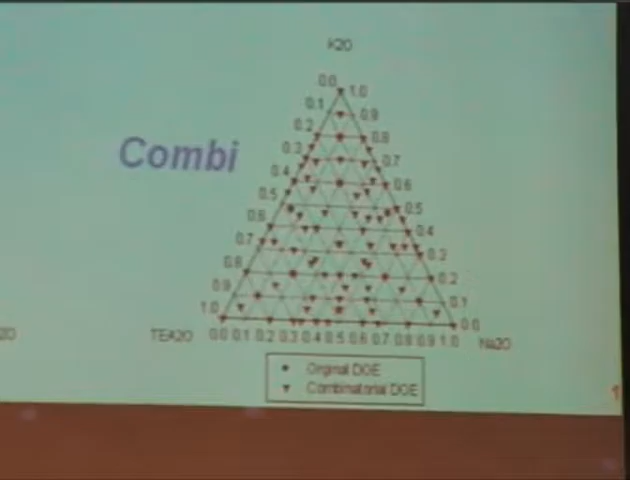 K2O
0.0 1.0
0.1 0.9
0.2 0.8
Combi
0.3 0.7
0.4 0.6
0.5 0.5
0.6 0.4
0.7 0.3
0.8 0.2
0.9 0.1
1.0 0.0
TEA2O 0.0 0.1 0.2 0.3 0.4 0.5 0.6 0.7 0.8 0.9 1.0 Na2O
2O
Orginal DOE
Combinatorial DOE
1